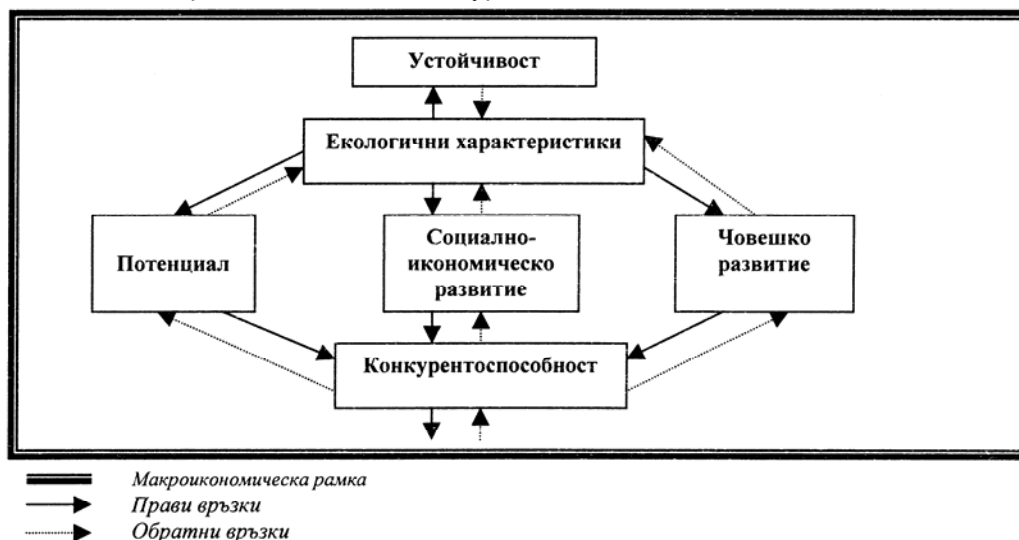 Устойчивост
Екологични характеристики
Потенциал
Социално-
икономическо
развитие
Човешко
развитие
Конкурентоспособност
Макроикономическа рамка
Прави връзки
Обратни връзки